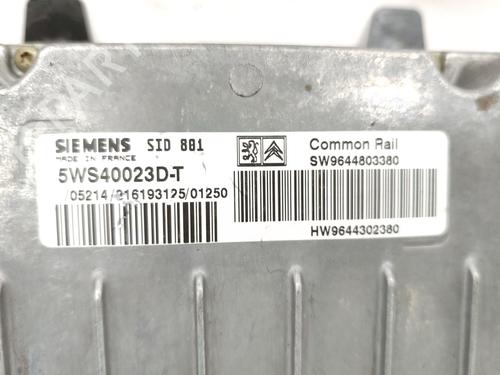 SIEMENS SID 801
MADE IN FRANCE
5WS40023D-T
/05214/216193125/01250
Common Rail
SW9644803380
HW9644302380